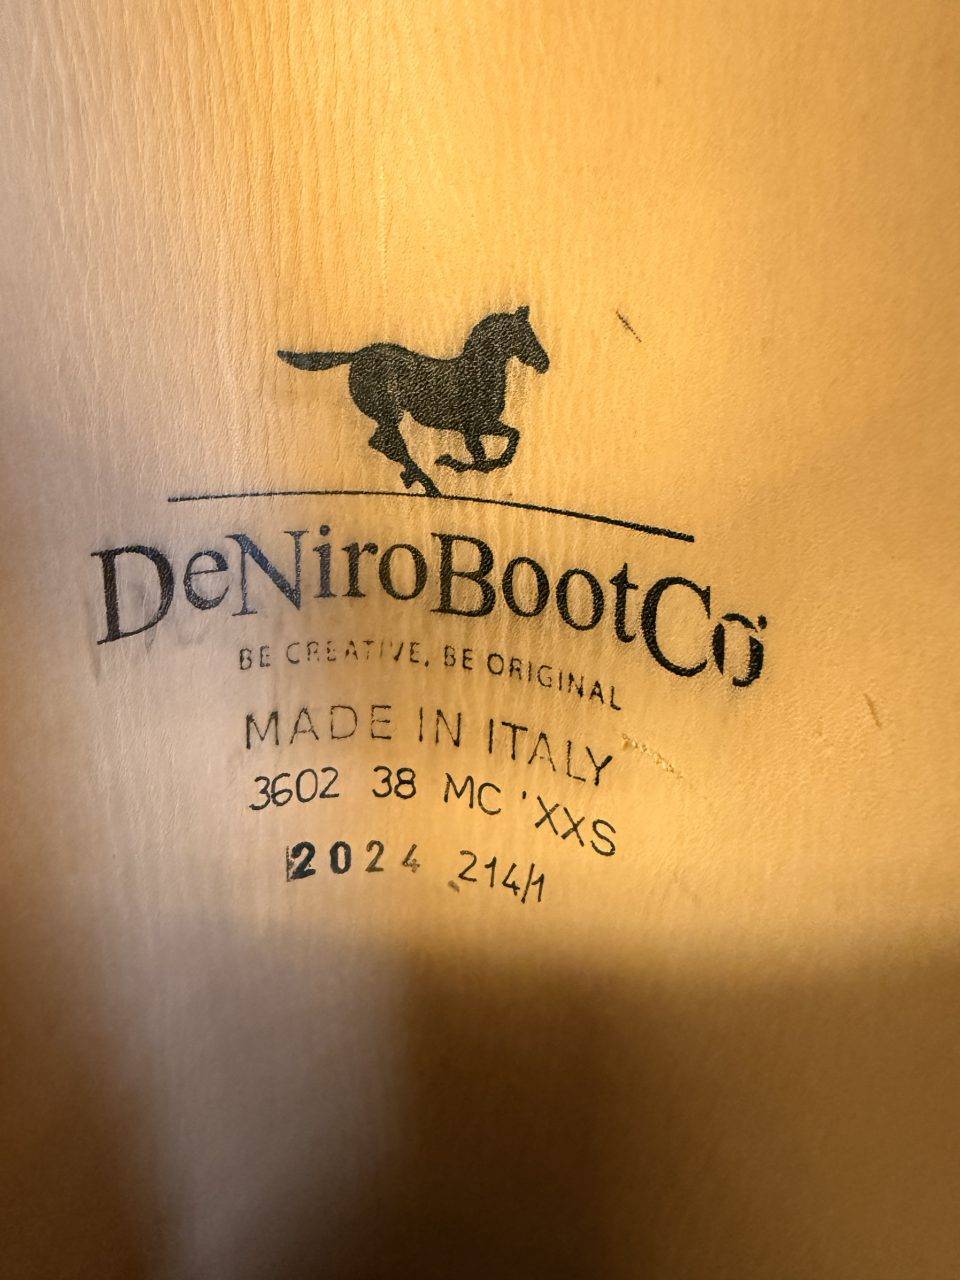 DeNiroBootCo
BE CREATIVE, BE ORIGINAL
MADE IN ITALY
3602 38 MC XXS
2024 214/1